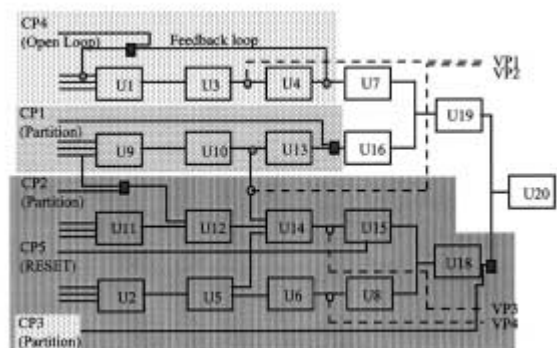 CP4
(Open Loop)
Feedback loop
VP1
VP2
U1
U3
U4
U7
U19
CP1
(Partition)
U9
U10
U13
U16
U20
CP2
(Partition)
U11
U12
U14
U15
CP5
(RESET)
U18
U2
U5
U6
U8
VP3
VP4
CP3
(Partition)